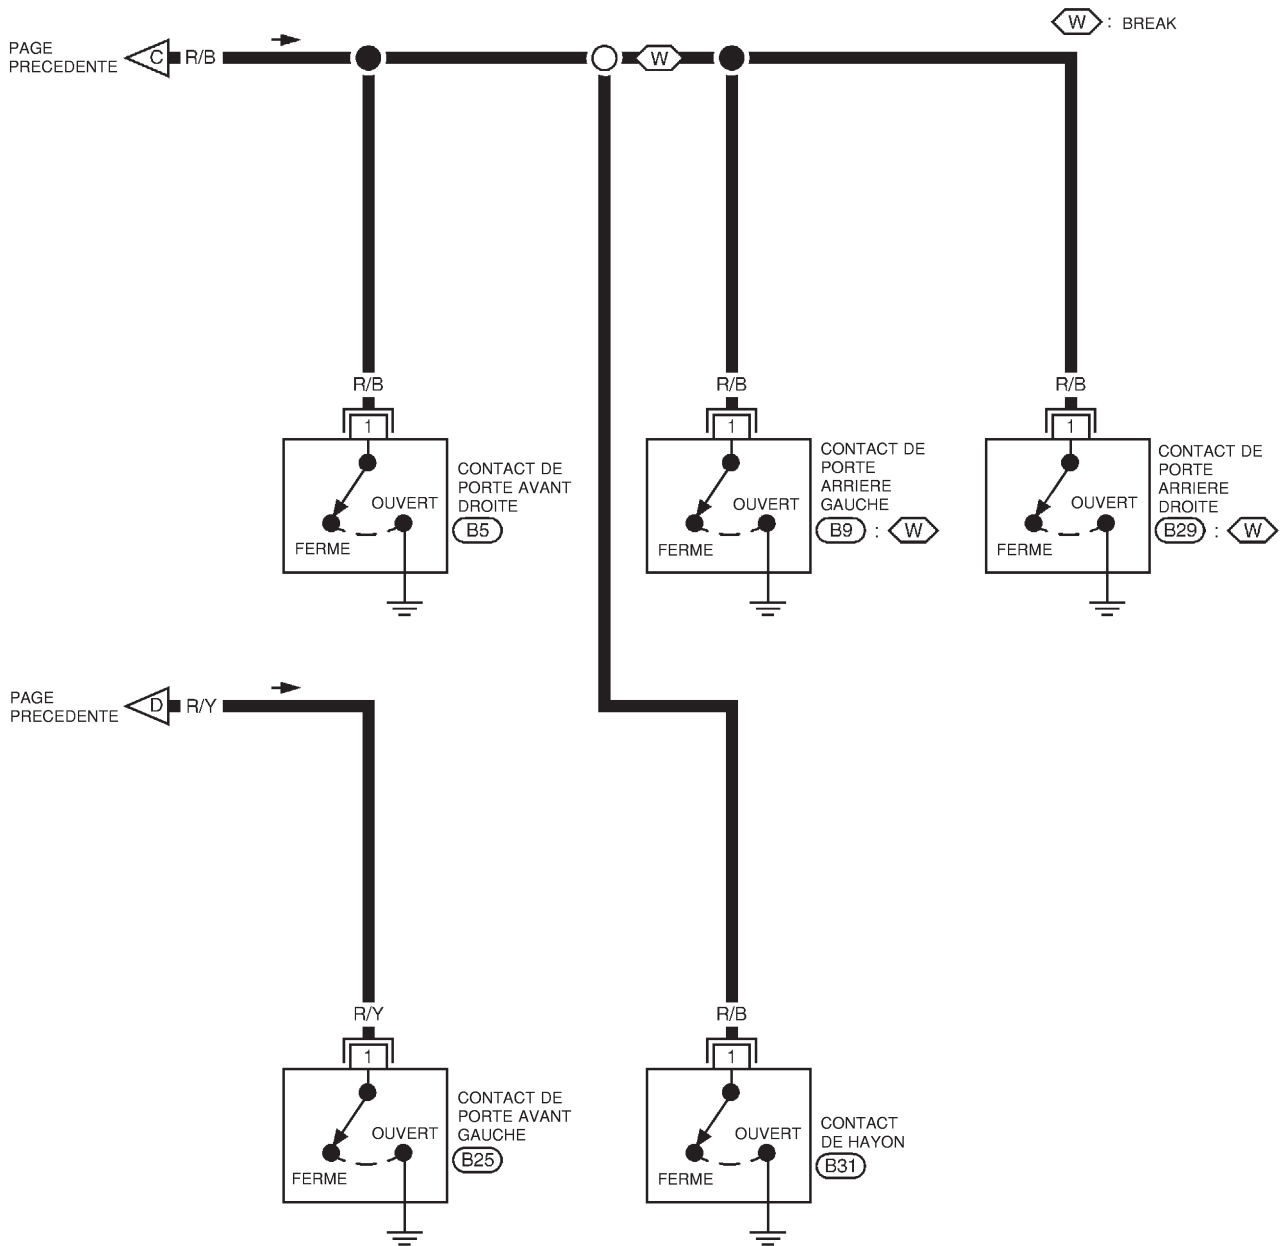 W : BREAK
PAGE
PRECEDENTE
C R/B
W
R/B
R/B
R/B
1
1
1
OUVERT
FERME
CONTACT DE
PORTE AVANT
DROITE
B5
OUVERT
FERME
CONTACT DE
PORTE
ARRIERE
GAUCHE
B9 : W
OUVERT
FERME
CONTACT DE
PORTE
ARRIERE
DROITE
B29 : W
PAGE
PRECEDENTE
D R/Y
R/Y
R/B
1
1
OUVERT
FERME
CONTACT DE
PORTE AVANT
GAUCHE
B25
OUVERT
FERME
CONTACT
DE HAYON
B31